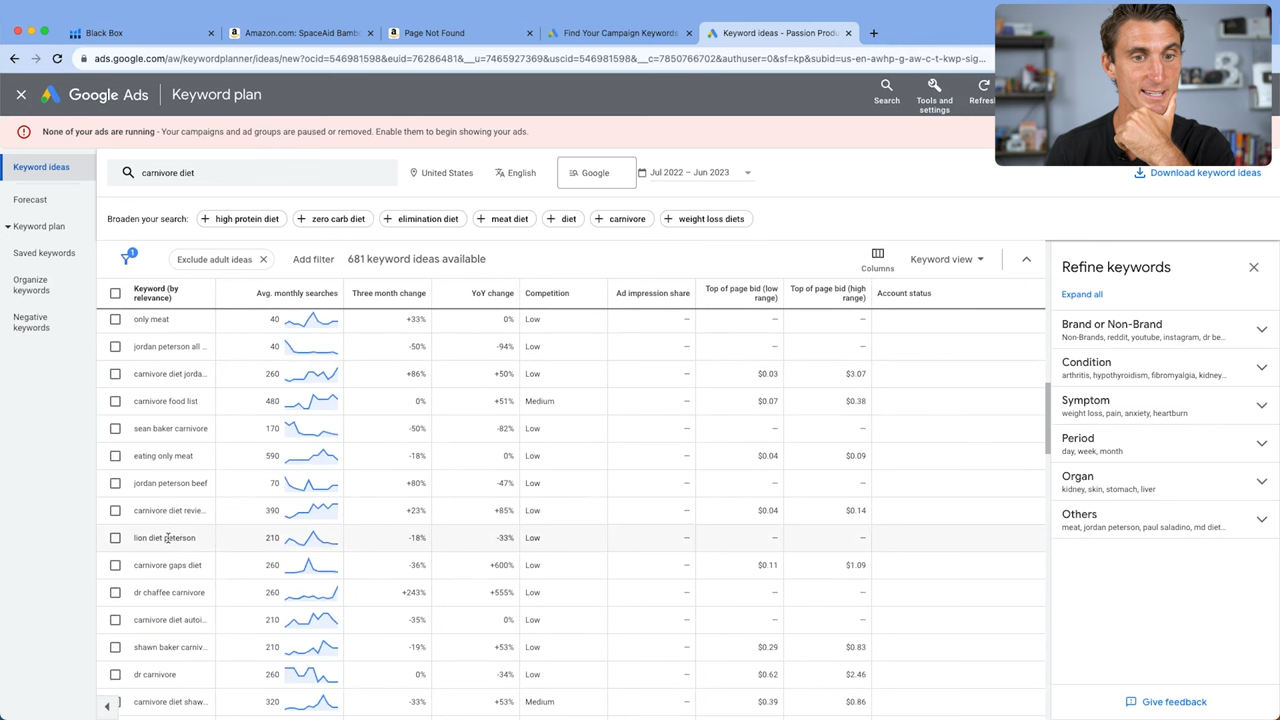 Black Box
Amazon.com: SpaceAid Bamb
Page Not Found
Find Your Campaign Keywords
Keyword ideas - Passion Produ
ads.google.com/aw/keywordplanner/ideas/new?ocid=546981598&euid=76286481&__u=7465927369&uscid=546981598&__c=7850766702&authuser=0&sf=kp&subid=us-en-awhp-g-aw-c-t-kwp-sig...
Google Ads
Keyword plan
Search
Tools and settings
Refres
None of your ads are running - Your campaigns and ad groups are paused or removed. Enable them to begin showing your ads.
Keyword ideas
Forecast
Keyword plan
Saved keywords
Organize keywords
Negative keywords
carnivore diet
United States
English
Google
Jul 2022 – Jun 2023
Download keyword ideas
Broaden your search:
high protein diet
zero carb diet
elimination diet
meat diet
diet
carnivore
weight loss diets
1
Exclude adult ideas
Add filter
681 keyword ideas available
Columns
Keyword view
Keyword (by relevance) Avg. monthly searches Three month change YoY change Competition Ad impression share Top of page bid (low range) Top of page bid (high range) Account status
only meat 40 +33% 0% Low – – –
jordan peterson all ... 40 -50% -94% Low – – –
carnivore diet jorda... 260 +86% +50% Low – $0.03 $3.07
carnivore food list 480 0% +51% Medium – $0.07 $0.38
sean baker carnivore 170 -50% -82% Low – – –
eating only meat 590 -18% 0% Low – $0.04 $0.09
jordan peterson beef 70 +80% -47% Low – – –
carnivore diet revie... 390 +23% +85% Low – $0.04 $0.14
lion diet peterson 210 -18% -33% Low – – –
carnivore gaps diet 260 -36% +600% Low – $0.11 $1.09
dr chaffee carnivore 260 +243% +555% Low – – –
carnivore diet autoi... 210 -35% 0% Low – – –
shawn baker carniv... 210 -19% +53% Low – $0.29 $0.83
dr carnivore 260 0% -34% Low – $0.62 $2.46
carnivore diet shaw... 320 -33% +53% Medium – $0.39 $0.86
Refine keywords
Expand all
Brand or Non-Brand
Non-Brands, reddit, youtube, instagram, dr be...
Condition
arthritis, hypothyroidism, fibromyalgia, kidney...
Symptom
weight loss, pain, anxiety, heartburn
Period
day, week, month
Organ
kidney, skin, stomach, liver
Others
meat, jordan peterson, paul saladino, md diet...
Give feedback